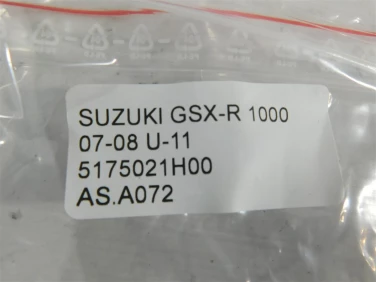 SUZUKI GSX-R 1000
07-08 U-11
5175021H00
AS.A072